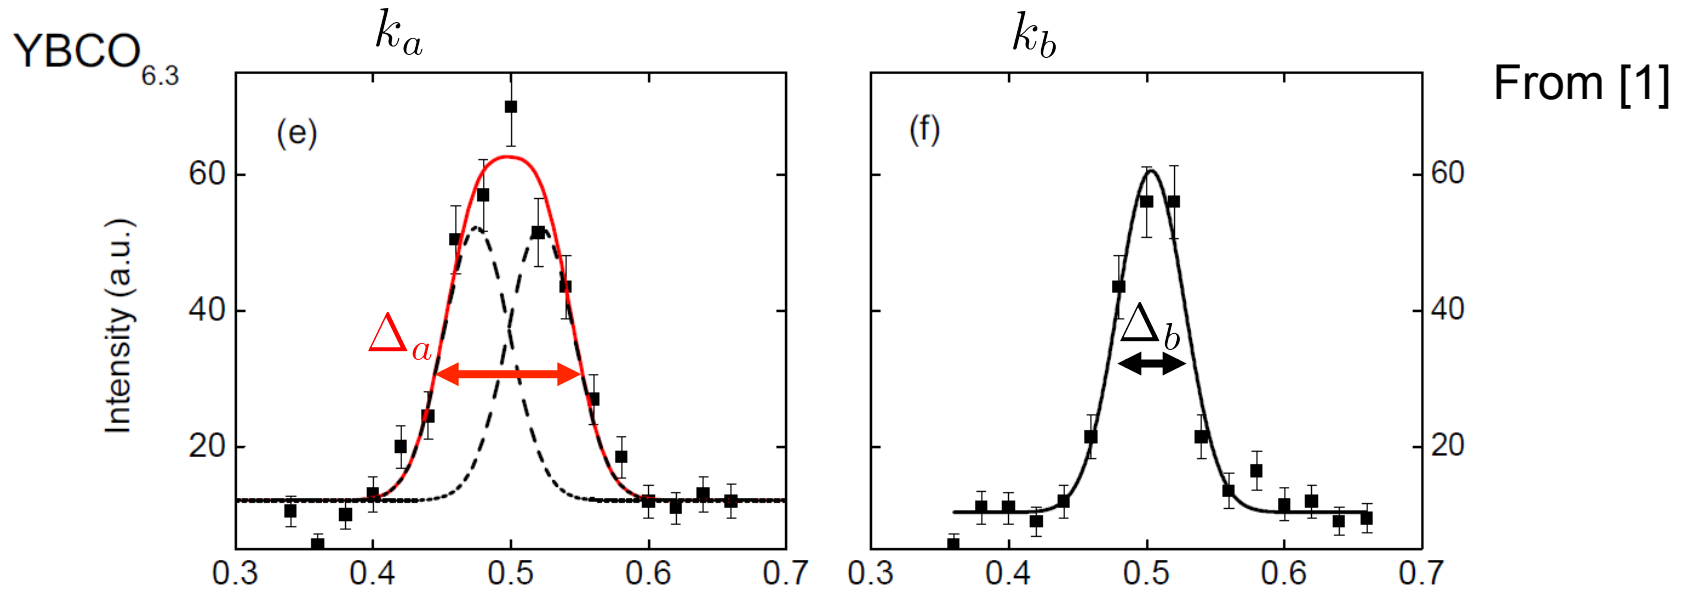 YBCO6.3
ka
kb
From [1]
(e)
(f)
Intensity (a.u.)
60
40
20
Δa
0.3 0.4 0.5 0.6 0.7
60
40
20
Δb
0.3 0.4 0.5 0.6 0.7